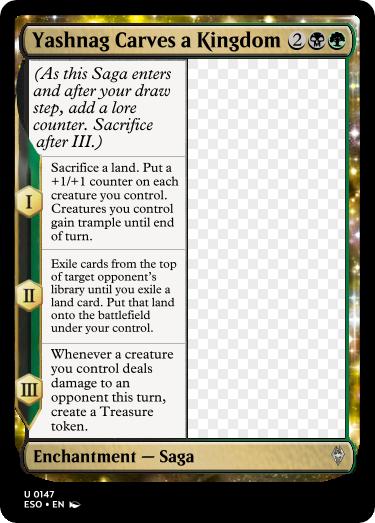 Yashnag Carves a Kingdom 2
(As this Saga enters
and after your draw
step, add a lore
counter. Sacrifice
after III.)
I
Sacrifice a land. Put a
+1/+1 counter on each
creature you control.
Creatures you control
gain trample until end
of turn.
II
Exile cards from the top
of target opponent's
library until you exile a
land card. Put that land
onto the battlefield
under your control.
III
Whenever a creature
you control deals
damage to an
opponent this turn,
create a Treasure
token.
Enchantment — Saga
U 0147
ESO • EN